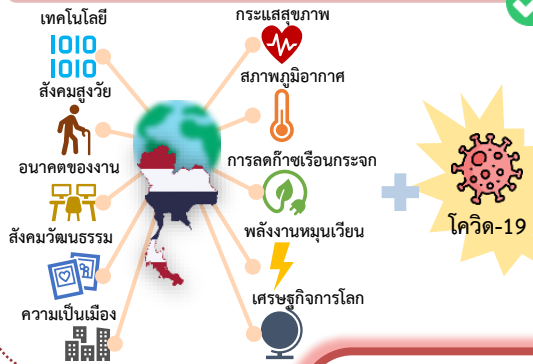 เทคโนโลยี
1010
1010
สังคมสูงวัย
อนาคตของงาน
สังคมวัฒนธรรม
ความเป็นเมือง
กระแสสุขภาพ
สภาพภูมิอากาศ
การลดก๊าซเรือนกระจก
พลังงานหมุนเวียน
เศรษฐกิจการโลก
โควิด-19